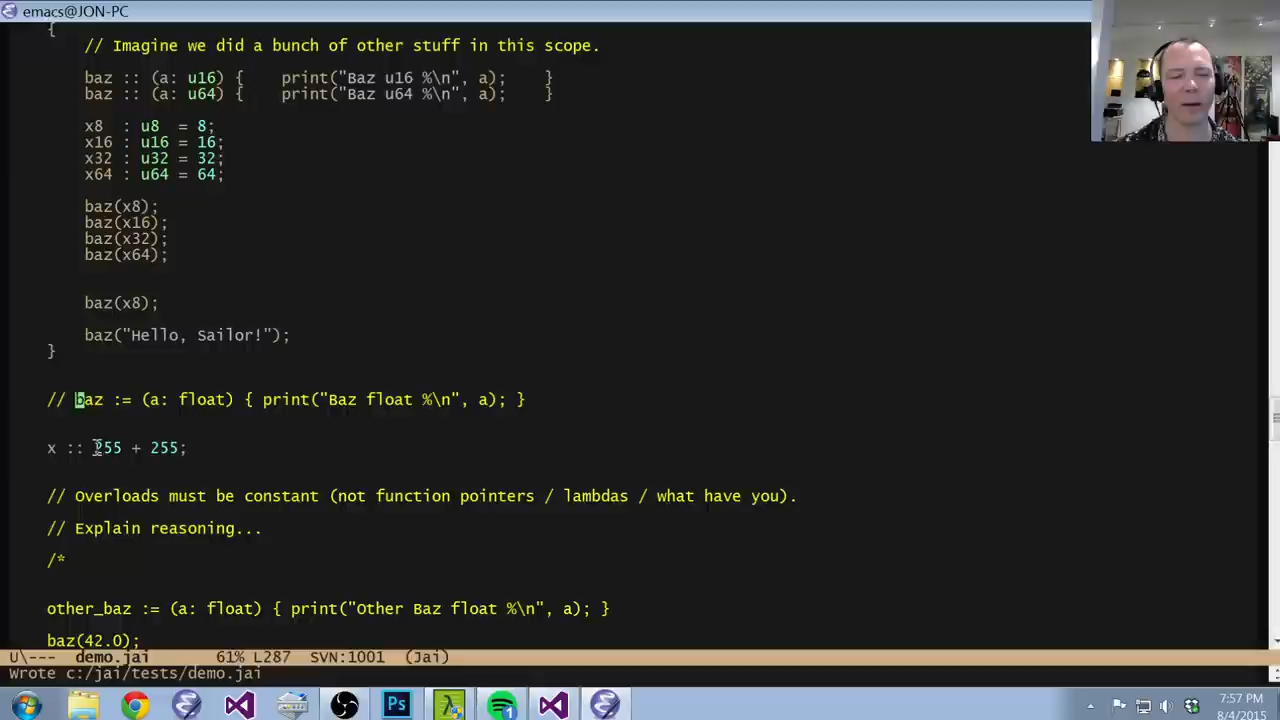 emacs@JON-PC
{
// Imagine we did a bunch of other stuff in this scope.
baz :: (a: u16) {    print("Baz u16 %\n", a);    }
baz :: (a: u64) {    print("Baz u64 %\n", a);    }
x8  : u8  = 8;
x16 : u16 = 16;
x32 : u32 = 32;
x64 : u64 = 64;
baz(x8);
baz(x16);
baz(x32);
baz(x64);
baz(x8);
baz("Hello, Sailor!");
}
// baz := (a: float) { print("Baz float %\n", a); }
x :: 255 + 255;
// Overloads must be constant (not function pointers / lambdas / what have you).
// Explain reasoning...
/*
other_baz := (a: float) { print("Other Baz float %\n", a); }
baz(42.0);
U\---  demo.jai       61% L287  SVN:1001  (Jai)
Wrote c:/jai/tests/demo.jai
Ps
λ
1
7:57 PM
8/4/2015